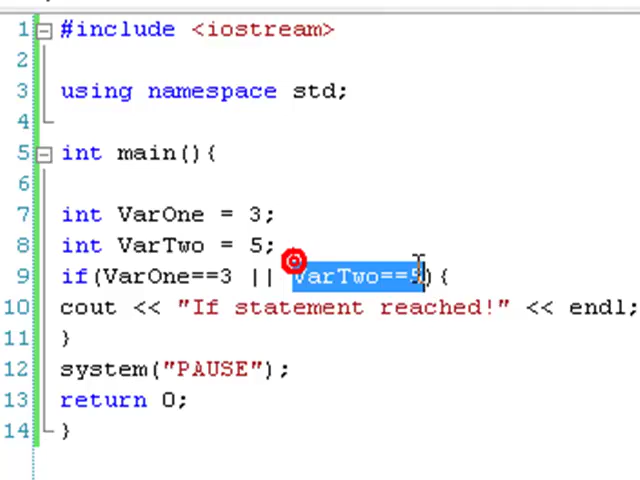 1 #include <iostream>
2
3 using namespace std;
4
5 int main(){
6
7 int VarOne = 3;
8 int VarTwo = 5;
9 if(VarOne==3 || VarTwo==5){
10 cout << "If statement reached!" << endl;
11 }
12 system("PAUSE");
13 return 0;
14 }